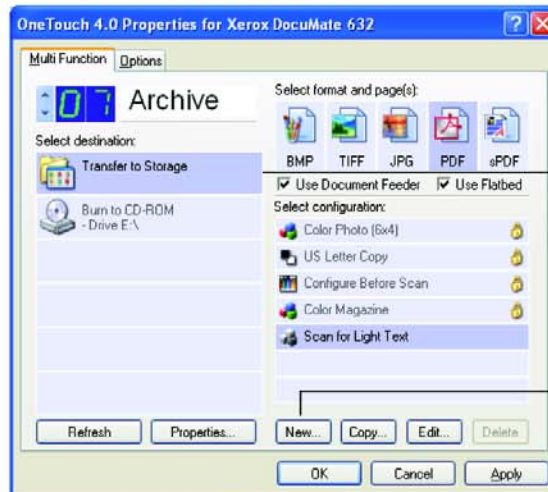 OneTouch 4.0 Properties for Xerox DocuMate 632
Multi Function
Options
07 Archive
Select destination:
Transfer to Storage
Burn to CD-ROM
- Drive E:\
Refresh
Properties...
Select format and page(s):
BMP TIFF JPG PDF sPDF
Use Document Feeder
Use Flatbed
Select configuration:
Color Photo (6x4)
US Letter Copy
Configure Before Scan
Color Magazine
Scan for Light Text
New... Copy... Edit... Delete
OK Cancel Apply